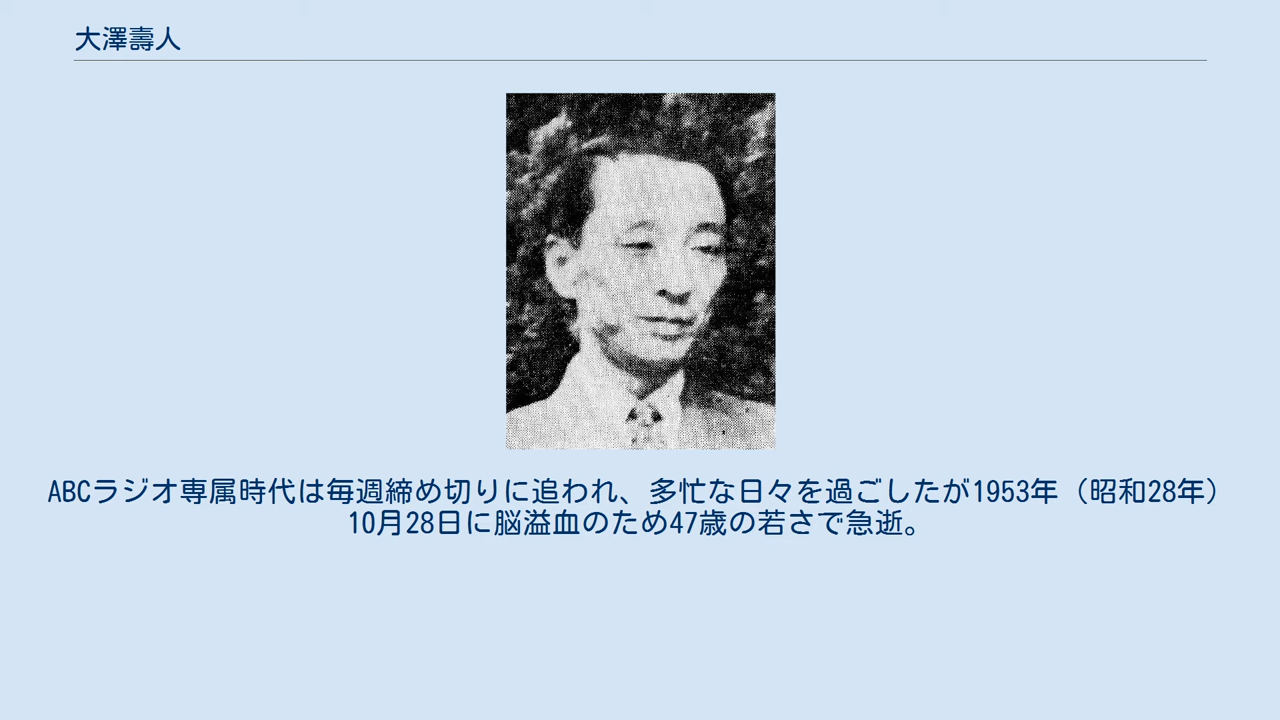 大澤壽人
ABCラジオ専属時代は毎週締め切りに追われ、多忙な日々を過ごしたが1953年（昭和28年）
10月28日に脳溢血のため47歳の若さで急逝。